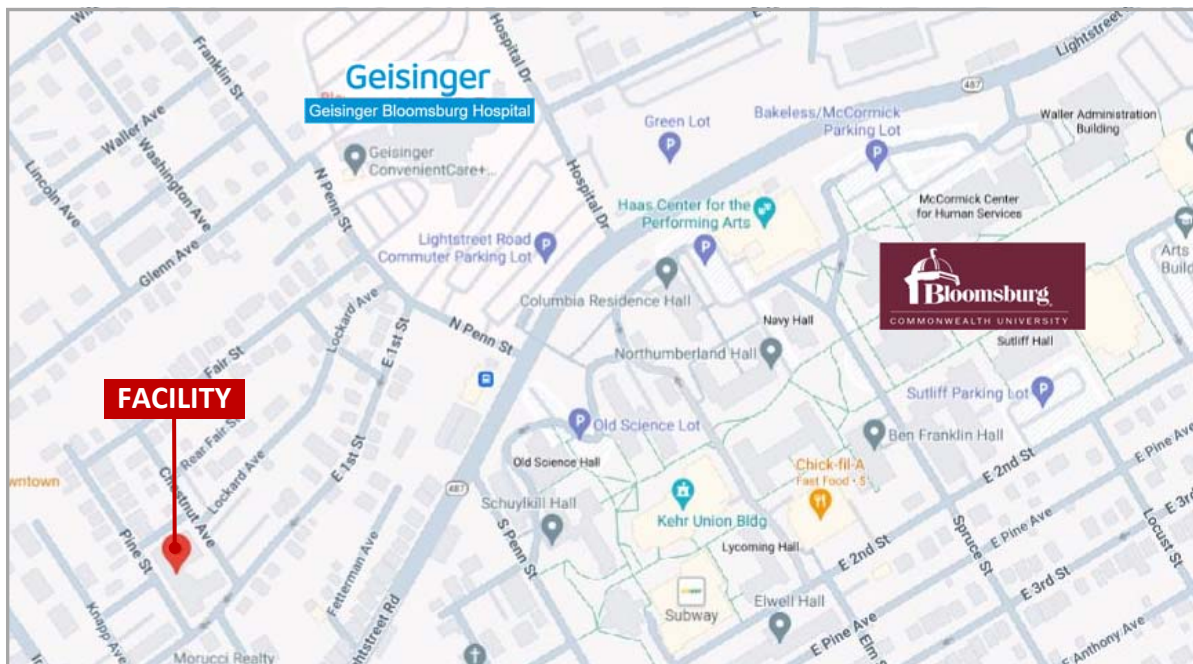 Franklin St
Hospital Dr
Geisinger
Geisinger Bloomsburg Hospital
Waller Ave
Washington Ave
Lincoln Ave
Glenn Ave
N Penn St
Geisinger
ConvenientCare+...
Hospital Dr
Green Lot
Bakeless/McCormick
Parking Lot
487
Lightstreet
Waller Administration
Building
McCormick Center
for Human Services
Arts
Build
Haas Center for the
Performing Arts
Lightstreet Road
Commuter Parking Lot
Columbia Residence Hall
Bloomsburg
COMMONWEALTH UNIVERSITY
Sutliff Hall
Navy Hall
Northumberland Hall
N Penn St
Lockard Ave
E 1st St
Fair St
FACILITY
Rear Fair St
Chestnut Ave
Lockard Ave
E 1st St
wntown
Pine St
Knapp Ave
Morucci Realty
Fetterman Ave
ghtstreet Rd
487
Old Science Lot
Old Science Hall
Schuylkill Hall
S Penn St
Sutliff Parking Lot
Ben Franklin Hall
Chick-fil-A
Fast Food • $
Kehr Union Bldg
Lycoming Hall
Subway
Elwell Hall
E 2nd St
E 2nd St
E Pine Ave
E Pine Ave
E Pine Ave
E 3rd St
E 3rd
Spruce St
Locust St
Elm St
E Anthony Ave